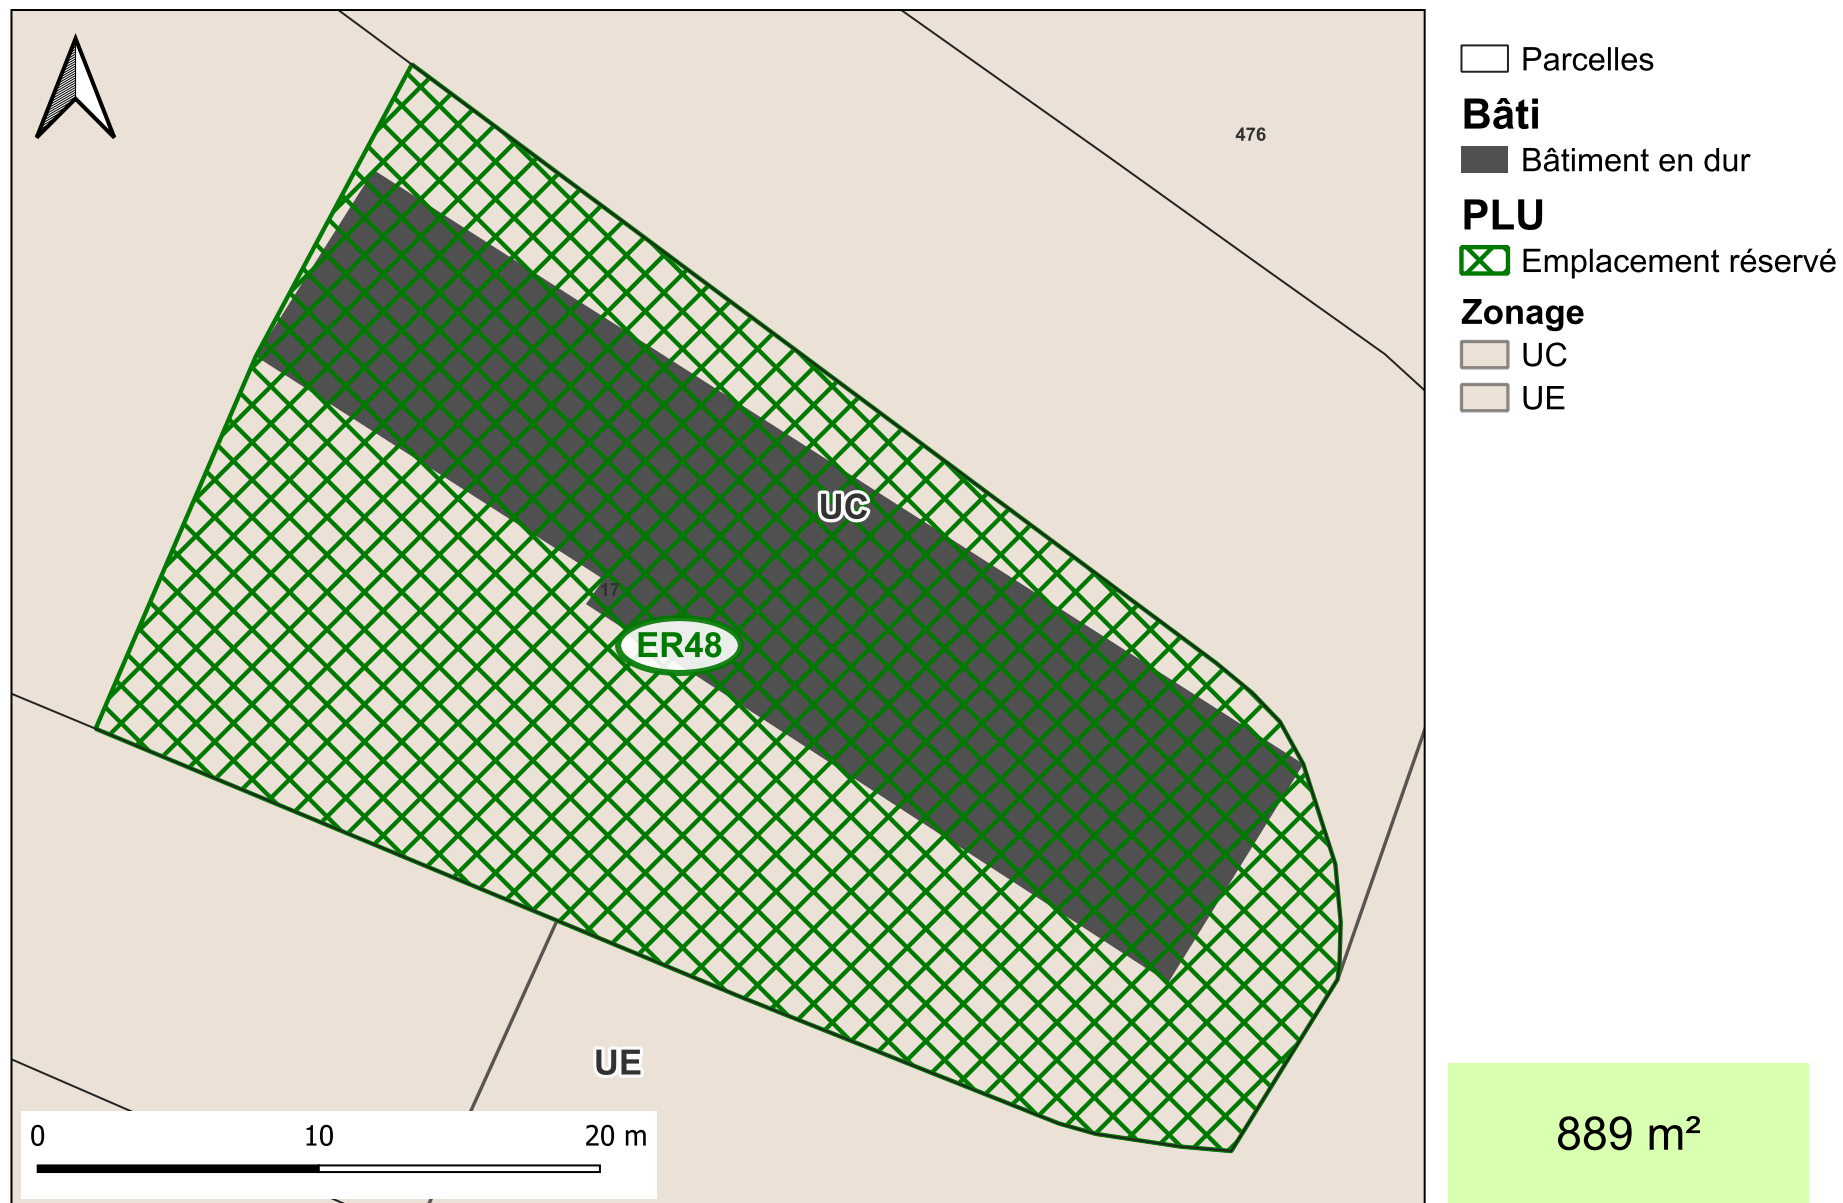 476
UC
17
ER48
UE
0 10 20 m
Parcelles
Bâti
Bâtiment en dur
PLU
Emplacement réservé
Zonage
UC
UE
889 m²